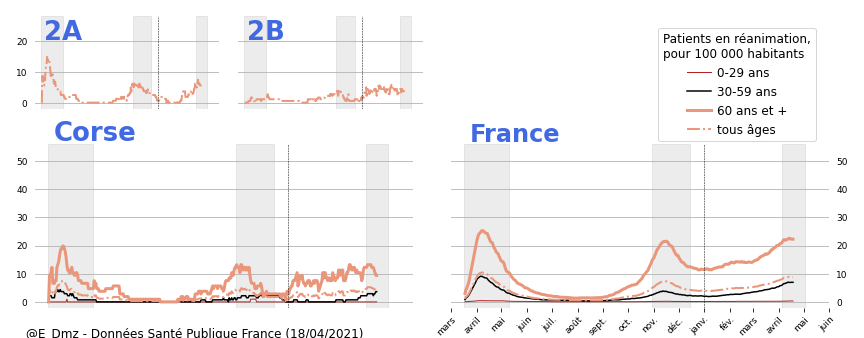 2A
2B
20
10
0
Patients en réanimation,
pour 100 000 habitants
0-29 ans
30-59 ans
60 ans et +
tous âges
Corse
France
50
40
30
20
10
0
50
40
30
20
10
0
mars
avril
mai
juin
juil.
août
sept.
oct.
nov.
déc.
janv.
fév.
mars
avril
mai
juin
@E_Dmz - Données Santé Publique France (18/04/2021)